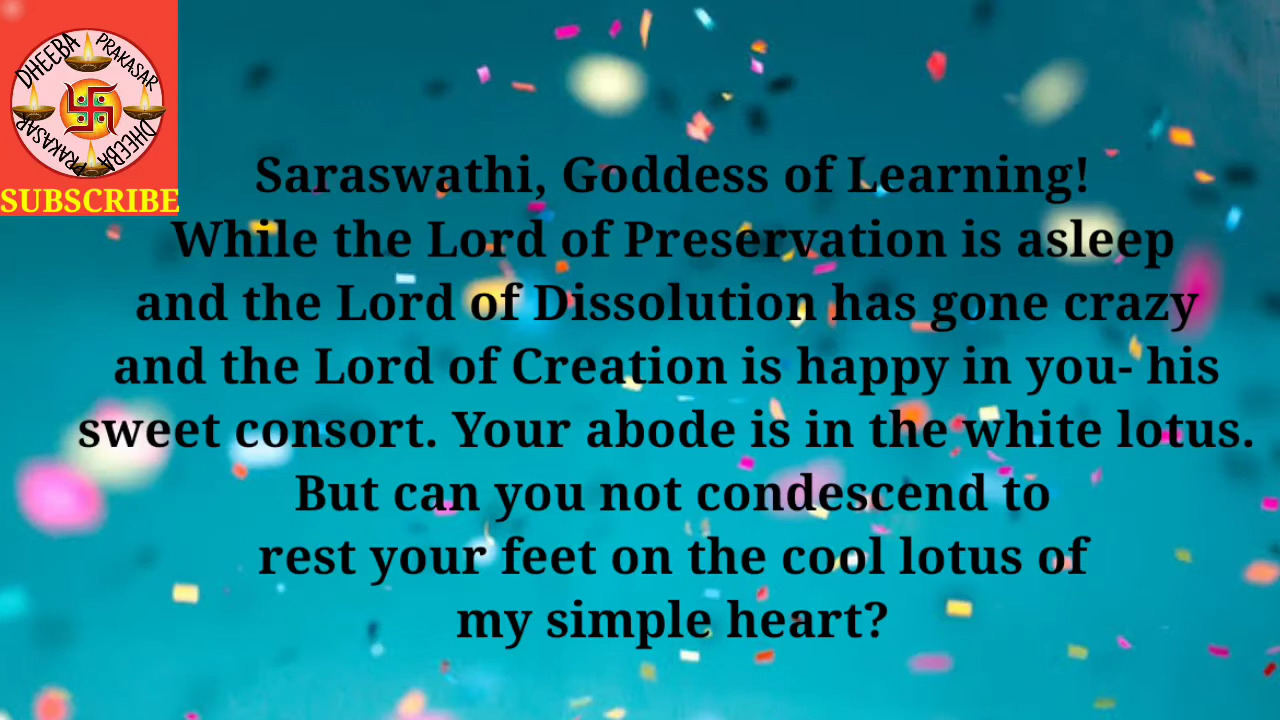 DHEEBA PRAKASAR
DHEEBA PRAKASAR
SUBSCRIBE
Saraswathi, Goddess of Learning!
While the Lord of Preservation is asleep
and the Lord of Dissolution has gone crazy
and the Lord of Creation is happy in you- his
sweet consort. Your abode is in the white lotus.
But can you not condescend to
rest your feet on the cool lotus of
my simple heart?